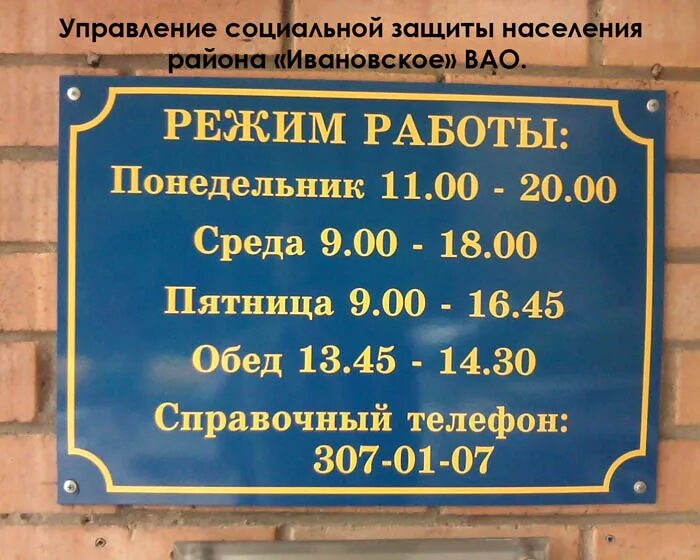 Управление социальной защиты населения
района «Ивановское» ВАО.
РЕЖИМ РАБОТЫ:
Понедельник 11.00 - 20.00
Среда 9.00 - 18.00
Пятница 9.00 - 16.45
Обед 13.45 - 14.30
Справочный телефон:
307-01-07